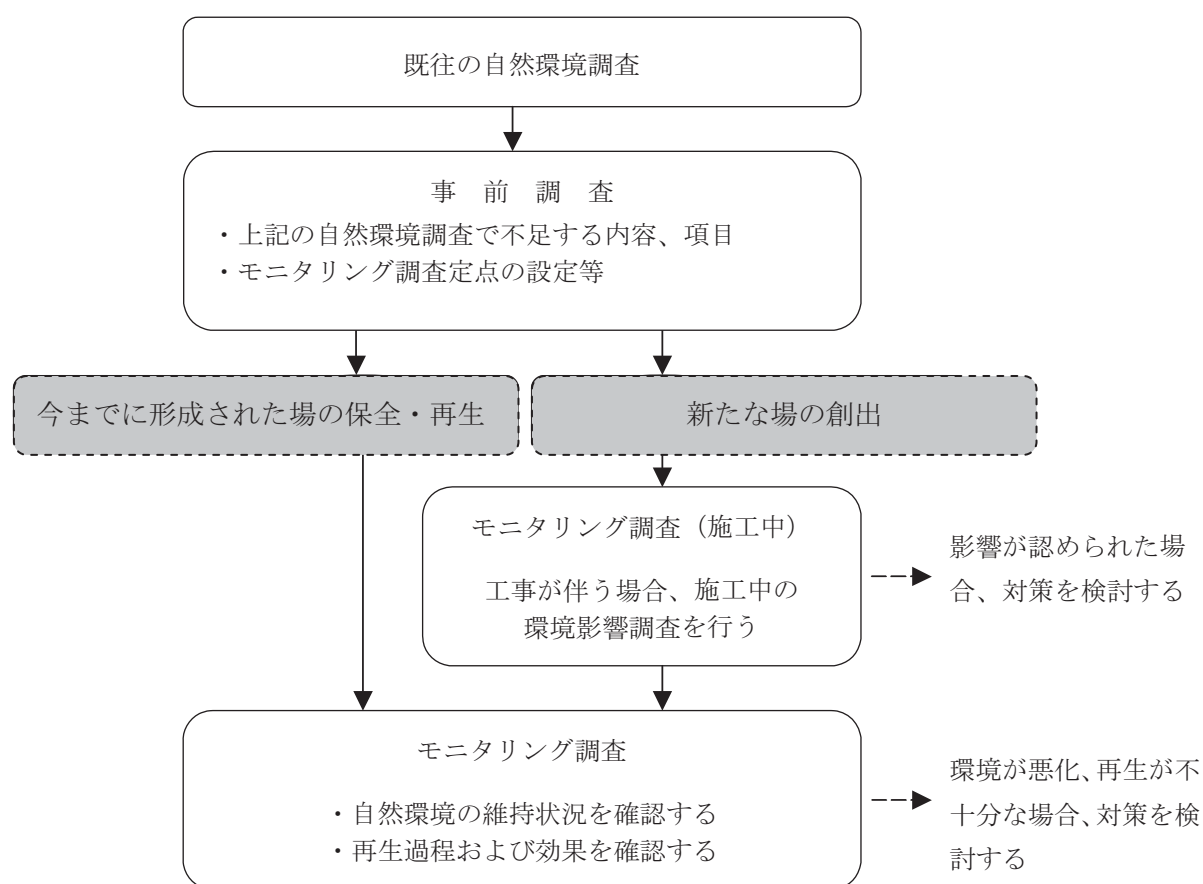 既往の自然環境調査
事 前 調 査
・上記の自然環境調査で不足する内容、項目
・モニタリング調査定点の設定等
今までに形成された場の保全・再生
新たな場の創出
モニタリング調査（施工中）
工事が伴う場合、施工中の
環境影響調査を行う
影響が認められた場
合、対策を検討する
モニタリング調査
・自然環境の維持状況を確認する
・再生過程および効果を確認する
環境が悪化、再生が不
十分な場合、対策を検
討する